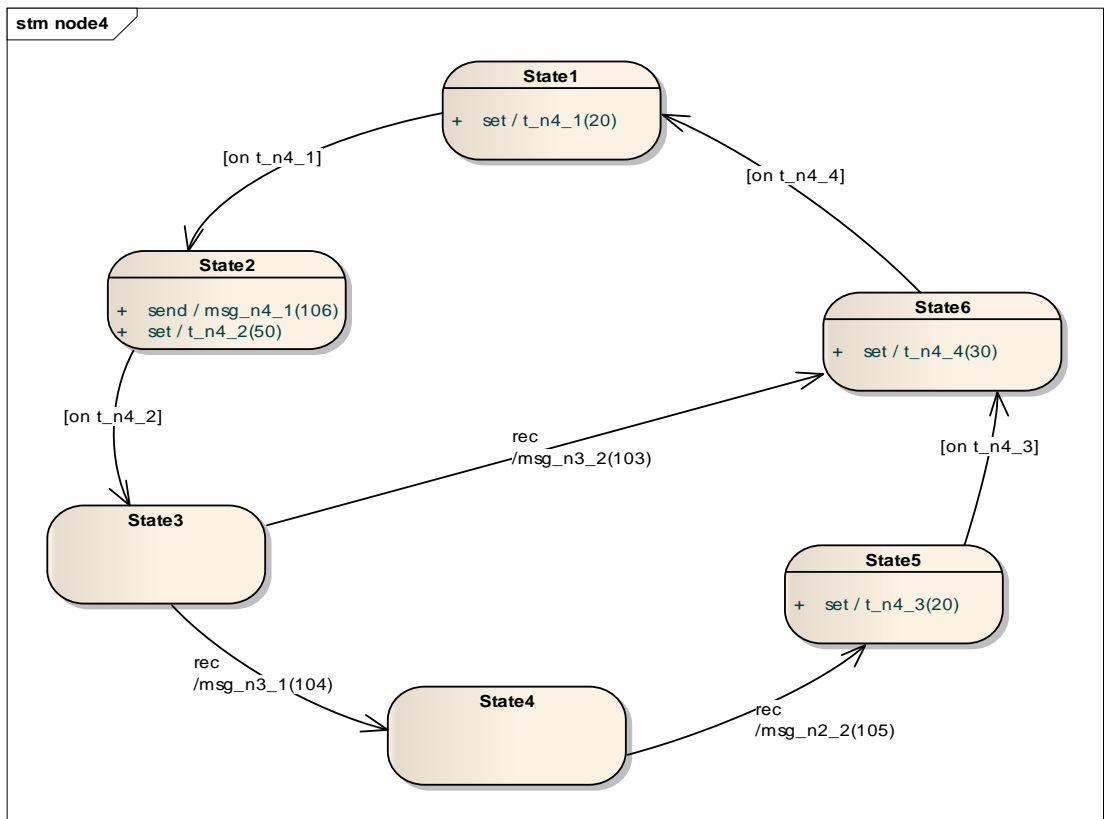 stm node4
State1
+ set / t_n4_1(20)
[on t_n4_1]
[on t_n4_4]
State2
+ send / msg_n4_1(106)
+ set / t_n4_2(50)
State6
+ set / t_n4_4(30)
[on t_n4_2]
rec
/msg_n3_2(103)
[on t_n4_3]
State3
State5
+ set / t_n4_3(20)
rec
/msg_n3_1(104)
State4
rec
/msg_n2_2(105)